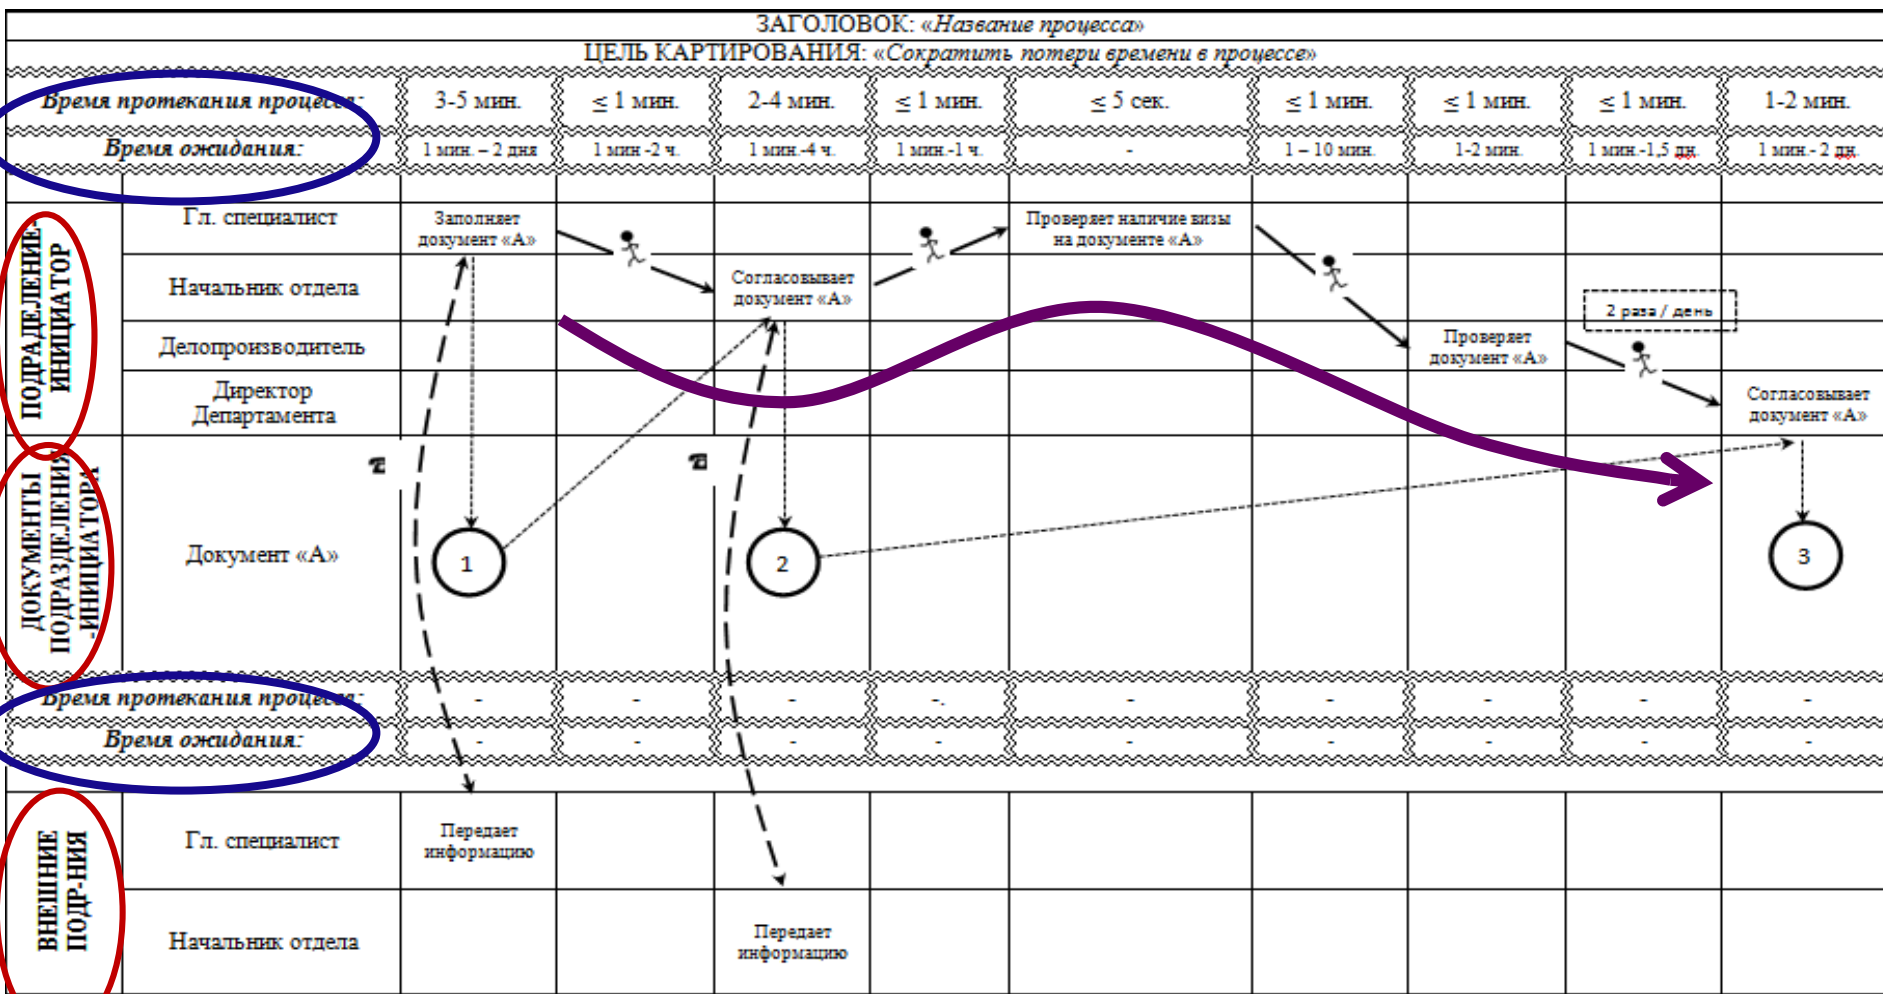 ЗАГОЛОВОК: «Название процесса»
ЦЕЛЬ КАРТИРОВАНИЯ: «Сократить потери времени в процессе»
Время протекания процесса: 3-5 мин. ≤ 1 мин. 2-4 мин. ≤ 1 мин. ≤ 5 сек. ≤ 1 мин. ≤ 1 мин. ≤ 1 мин. 1-2 мин.
Время ожидания: 1 мин. – 2 дня 1 мин -2 ч. 1 мин.-4 ч. 1 мин.-1 ч. - 1 – 10 мин. 1-2 мин. 1 мин.-1,5 дн. 1 мин.- 2 дн.
ПОДРАДЕЛЕНИЕ-
ИНИЦИАТОР
Гл. специалист
Заполняет
документ «А»
Проверяет наличие визы
на документе «А»
Начальник отдела
Согласовывает
документ «А»
2 раза / день
Делопроизводитель
Проверяет
документ «А»
Директор
Департамента
Согласовывает
документ «А»
ДОКУМЕНТЫ
ПОДРАЗДЕЛЕНИЯ
-ИНИЦИАТОРА
Документ «А»
1
2
3
Время протекания процесса: - - - -. - - - - -
Время ожидания: - - - - - - - - -
ВНЕШНИЕ
ПОДР-НИЯ
Гл. специалист
Передает
информацию
Начальник отдела
Передает
информацию